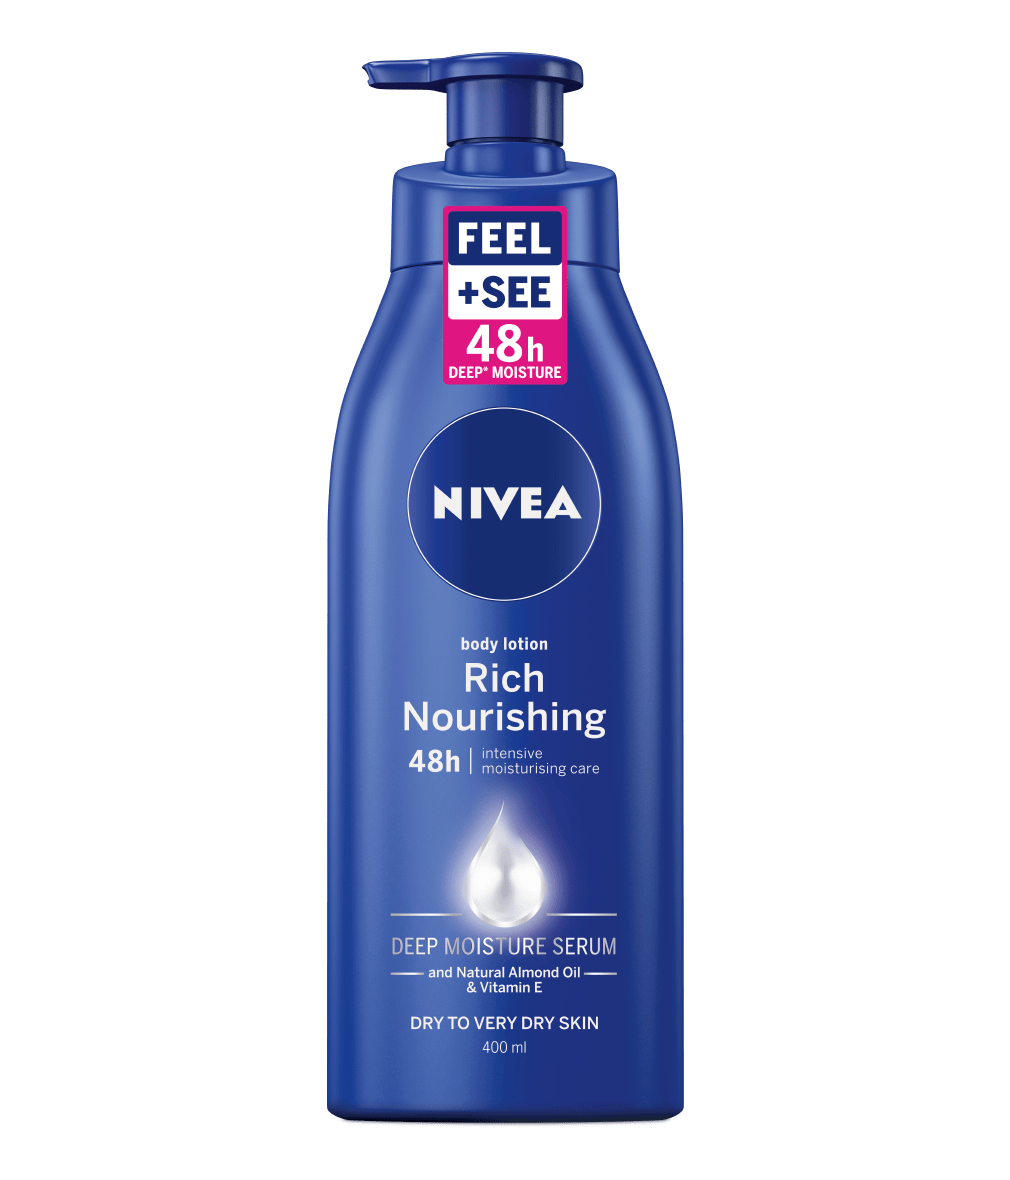 FEEL
+SEE
48h
DEEP* MOISTURE
NIVEA
body lotion
Rich
Nourishing
48h | intensive
moisturising care
DEEP MOISTURE SERUM
and Natural Almond Oil
& Vitamin E
DRY TO VERY DRY SKIN
400 ml